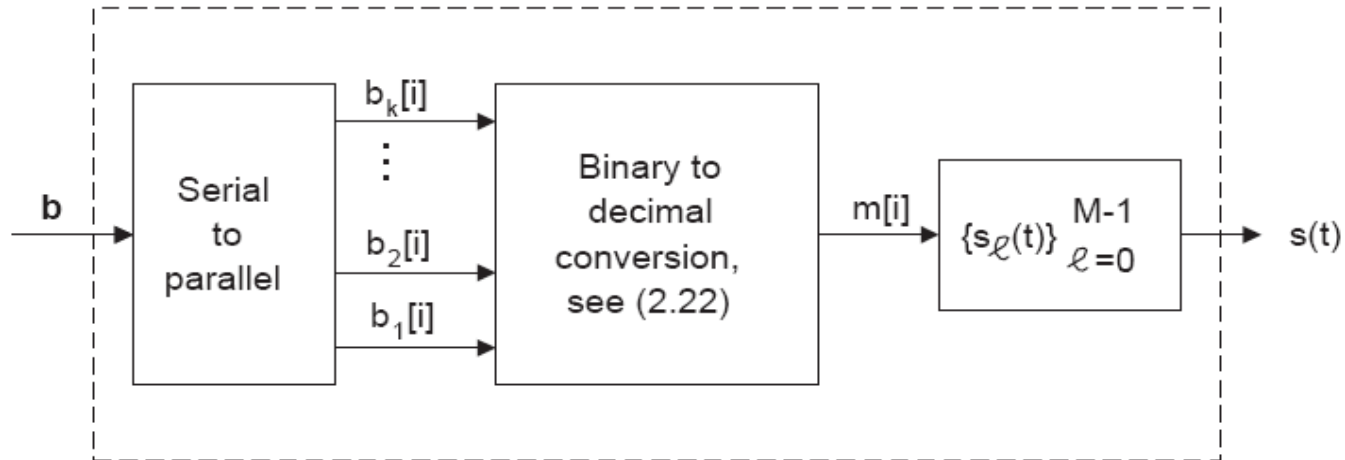 b
Serial
to
parallel
b_k[i]
⋮
b_2[i]
b_1[i]
Binary to
decimal
conversion,
see (2.22)
m[i]
{s_ℓ(t)} M-1
ℓ=0
s(t)